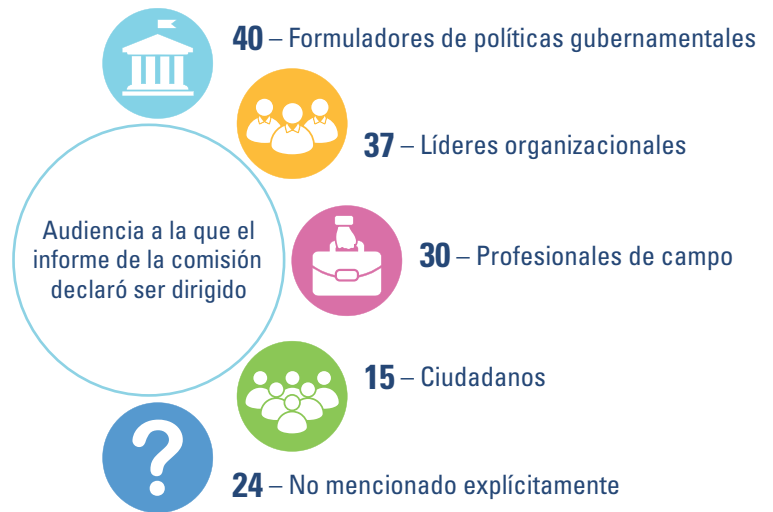 40 – Formuladores de políticas gubernamentales
37 – Líderes organizacionales
Audiencia a la que el
informe de la comisión
declaró ser dirigido
30 – Profesionales de campo
15 – Ciudadanos
?
24 – No mencionado explícitamente